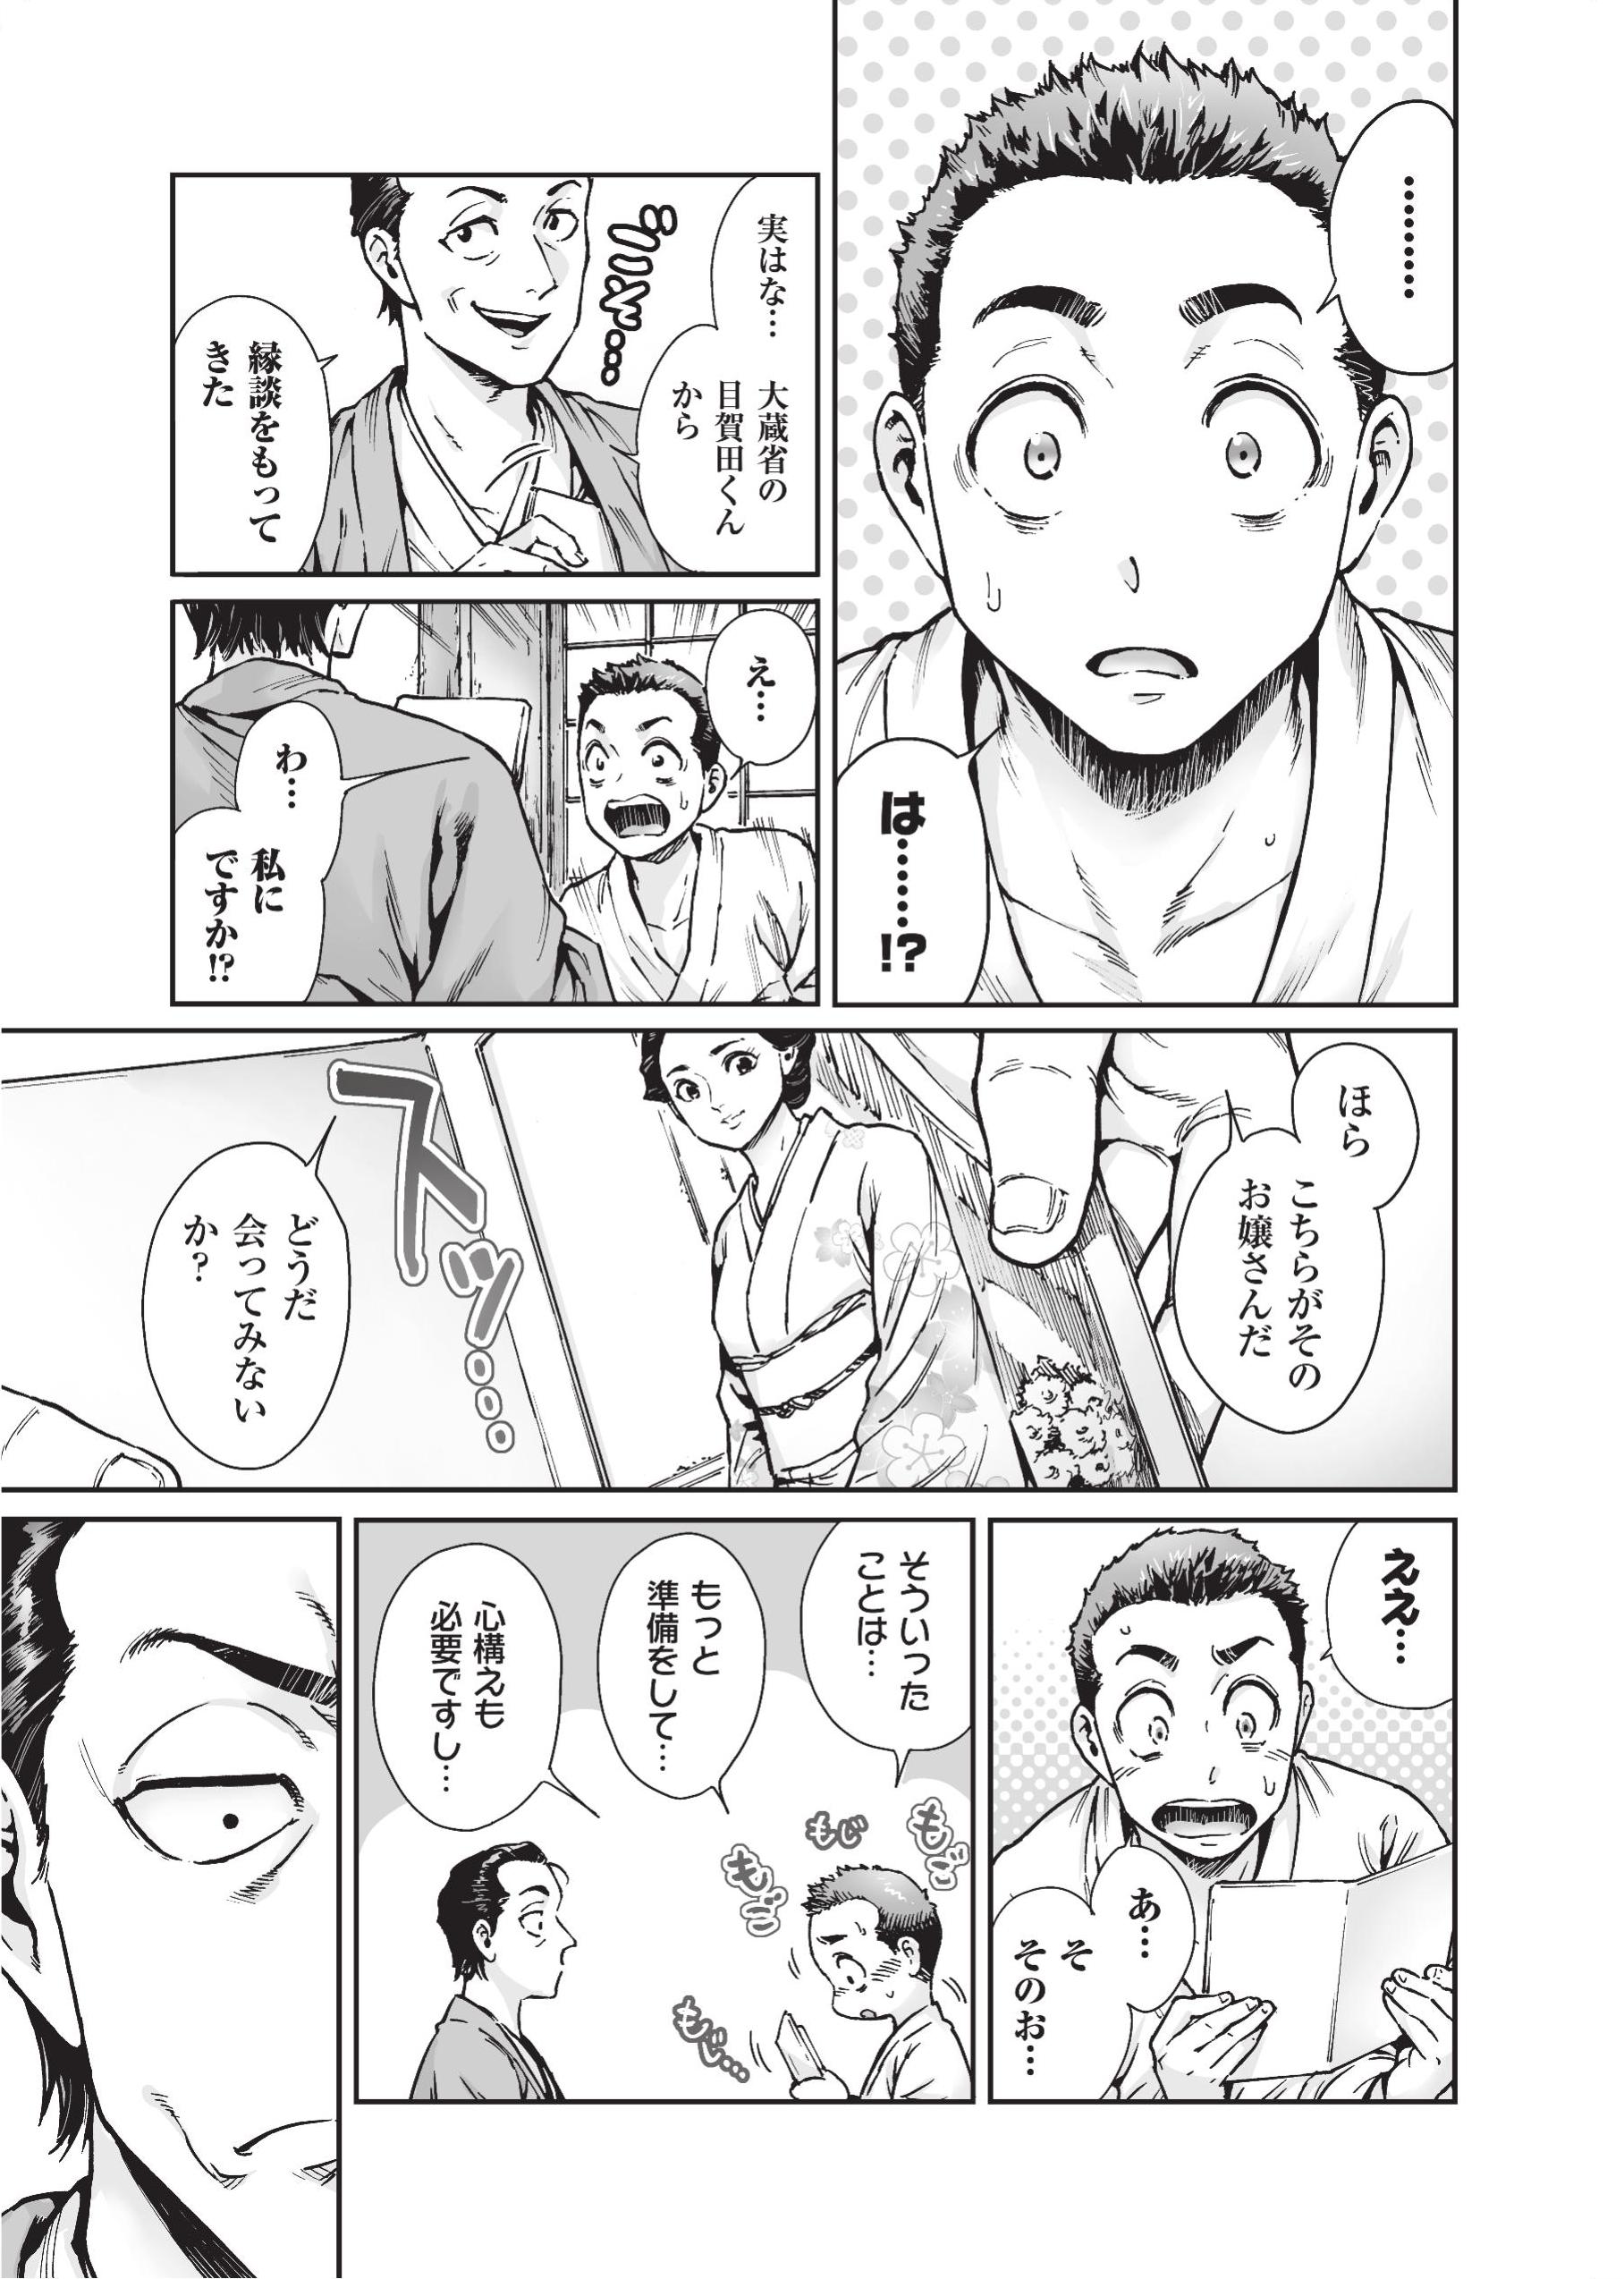 ………
は………!?
実はな…
大蔵省の
目賀田くん
から
ニンマ…
縁談をもって
きた
え…
わ…
私に
ですか!?
ほら
こちらがその
お嬢さんだ
スッ…
どうだ
会ってみない
か?
ええ…
あ…
そ
そのお…
そういった
ことは…
もっと
準備をして…
心構えも
必要ですし…
もご
もじ
もご
もじ…